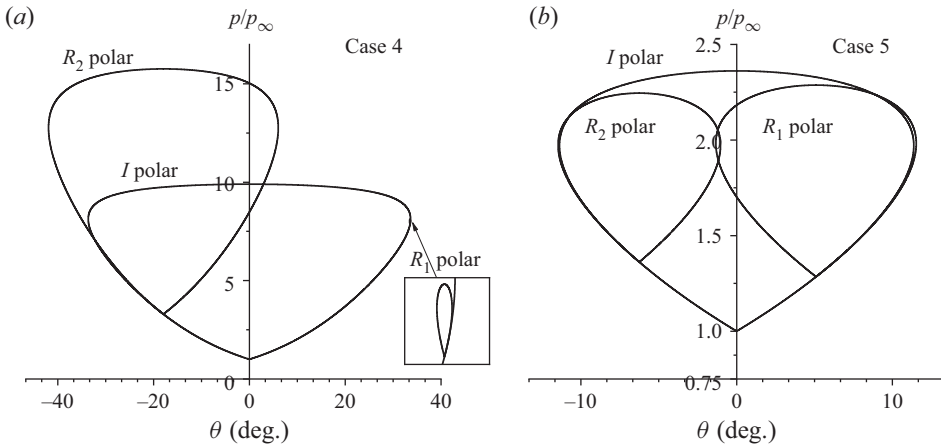 (a)
p/p∞
Case 4
R2 polar
15
I polar
10
R1 polar
5
0
−40 −20 0 20 40
θ (deg.)
(b)
p/p∞
2.5
Case 5
I polar
R2 polar
2.0
R1 polar
1.5
1.0
0.75
−10 0 10
θ (deg.)